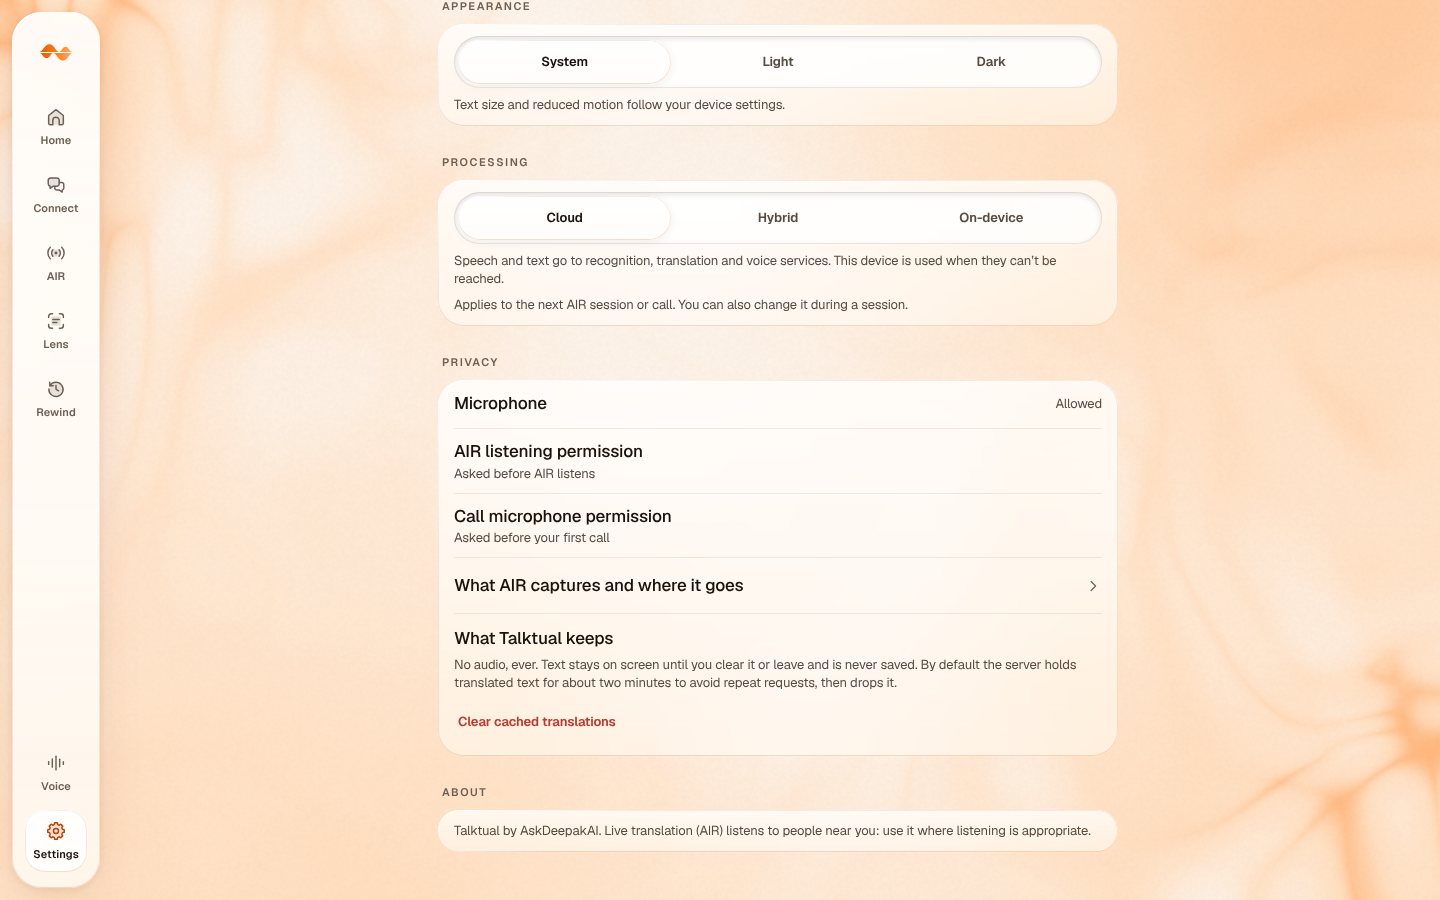 APPEARANCE
System
Light
Dark
Text size and reduced motion follow your device settings.
PROCESSING
Cloud
Hybrid
On-device
Speech and text go to recognition, translation and voice services. This device is used when they can’t be
reached.
Applies to the next AIR session or call. You can also change it during a session.
PRIVACY
Microphone
Allowed
AIR listening permission
Asked before AIR listens
Call microphone permission
Asked before your first call
What AIR captures and where it goes
What Talktual keeps
No audio, ever. Text stays on screen until you clear it or leave and is never saved. By default the server holds
translated text for about two minutes to avoid repeat requests, then drops it.
Clear cached translations
ABOUT
Talktual by AskDeepakAI. Live translation (AIR) listens to people near you: use it where listening is appropriate.
Home
Connect
AIR
Lens
Rewind
Voice
Settings